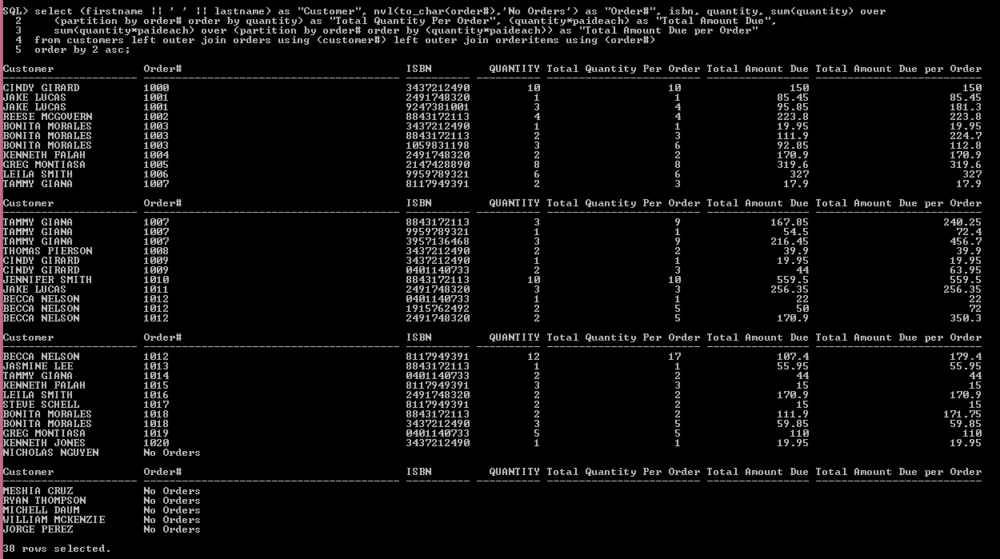 SQL> select (firstname || ' ' || lastname) as "Customer", nvl(to_char(order#),'No Orders') as "Order#", isbn, quantity, sum(quantity) over
2 (partition by order# order by quantity) as "Total Quantity Per Order", (quantity*paideach) as "Total Amount Due",
3 sum(quantity*paideach) over (partition by order# order by (quantity*paideach)) as "Total Amount Due per Order"
4 from customers left outer join orders using (customer#) left outer join orderitems using (order#)
5 order by 2 asc;
Customer Order# ISBN QUANTITY Total Quantity Per Order Total Amount Due Total Amount Due per Order
CINDY GIRARD 1000 3437212490 10 10 150 150
JAKE LUCAS 1001 2491748320 1 1 85.45 85.45
JAKE LUCAS 1001 9247381001 3 4 95.85 181.3
REESE MCGOVERN 1002 8843172113 4 4 223.8 223.8
BONITA MORALES 1003 3437212490 1 1 19.95 19.95
BONITA MORALES 1003 8843172113 2 3 111.9 224.7
BONITA MORALES 1003 1059831198 3 6 92.85 112.8
KENNETH FALAH 1004 2491748320 2 2 170.9 170.9
GREG MONTIASA 1005 2147428890 8 8 319.6 319.6
LEILA SMITH 1006 9959789321 6 6 327 327
TAMMY GIANA 1007 8117949391 2 3 17.9 17.9
Customer Order# ISBN QUANTITY Total Quantity Per Order Total Amount Due Total Amount Due per Order
TAMMY GIANA 1007 8843172113 3 9 167.85 240.25
TAMMY GIANA 1007 9959789321 1 1 54.5 72.4
TAMMY GIANA 1007 3957136468 3 9 216.45 456.7
THOMAS PIERSON 1008 3437212490 2 2 39.9 39.9
CINDY GIRARD 1009 3437212490 1 1 19.95 19.95
CINDY GIRARD 1009 0401140733 2 3 44 63.95
JENNIFER SMITH 1010 8843172113 10 10 559.5 559.5
JAKE LUCAS 1011 2491748320 3 3 256.35 256.35
BECCA NELSON 1012 0401140733 1 1 22 22
BECCA NELSON 1012 1915762492 2 5 50 72
BECCA NELSON 1012 2491748320 2 5 170.9 350.3
Customer Order# ISBN QUANTITY Total Quantity Per Order Total Amount Due Total Amount Due per Order
BECCA NELSON 1012 8117949391 12 17 107.4 179.4
JASMINE LEE 1013 8843172113 1 1 55.95 55.95
TAMMY GIANA 1014 0401140733 2 2 44 44
KENNETH FALAH 1015 8117949391 3 3 15 15
LEILA SMITH 1016 2491748320 2 2 170.9 170.9
STEVE SCHELL 1017 8117949391 2 2 15 15
BONITA MORALES 1018 8843172113 2 2 111.9 171.75
BONITA MORALES 1018 3437212490 3 5 59.85 59.85
GREG MONTIASA 1019 0401140733 5 5 110 110
KENNETH JONES 1020 3437212490 1 1 19.95 19.95
NICHOLAS NGUYEN No Orders
Customer Order# ISBN QUANTITY Total Quantity Per Order Total Amount Due Total Amount Due per Order
MESHIA CRUZ No Orders
RYAN THOMPSON No Orders
MICHELL DAUM No Orders
WILLIAM MCKENZIE No Orders
JORGE PEREZ No Orders
38 rows selected.